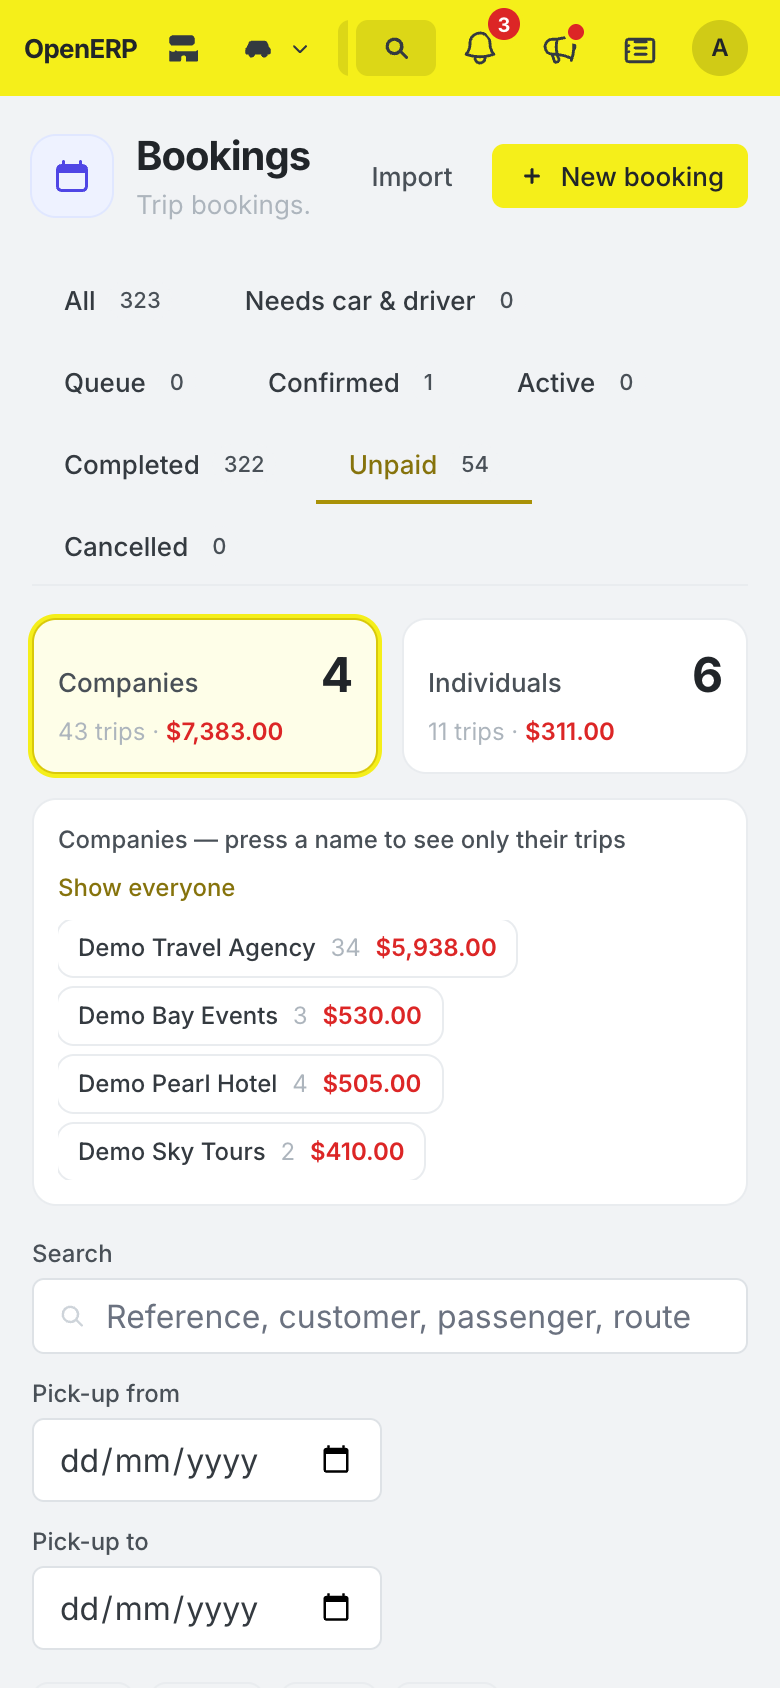 OpenERP
3
A
Bookings
Trip bookings.
Import
+ New booking
All 323
Needs car & driver 0
Queue 0
Confirmed 1
Active 0
Completed 322
Unpaid 54
Cancelled 0
Companies 4
43 trips · $7,383.00
Individuals 6
11 trips · $311.00
Companies — press a name to see only their trips
Show everyone
Demo Travel Agency 34 $5,938.00
Demo Bay Events 3 $530.00
Demo Pearl Hotel 4 $505.00
Demo Sky Tours 2 $410.00
Search
Reference, customer, passenger, route
Pick-up from
dd/mm/yyyy
Pick-up to
dd/mm/yyyy